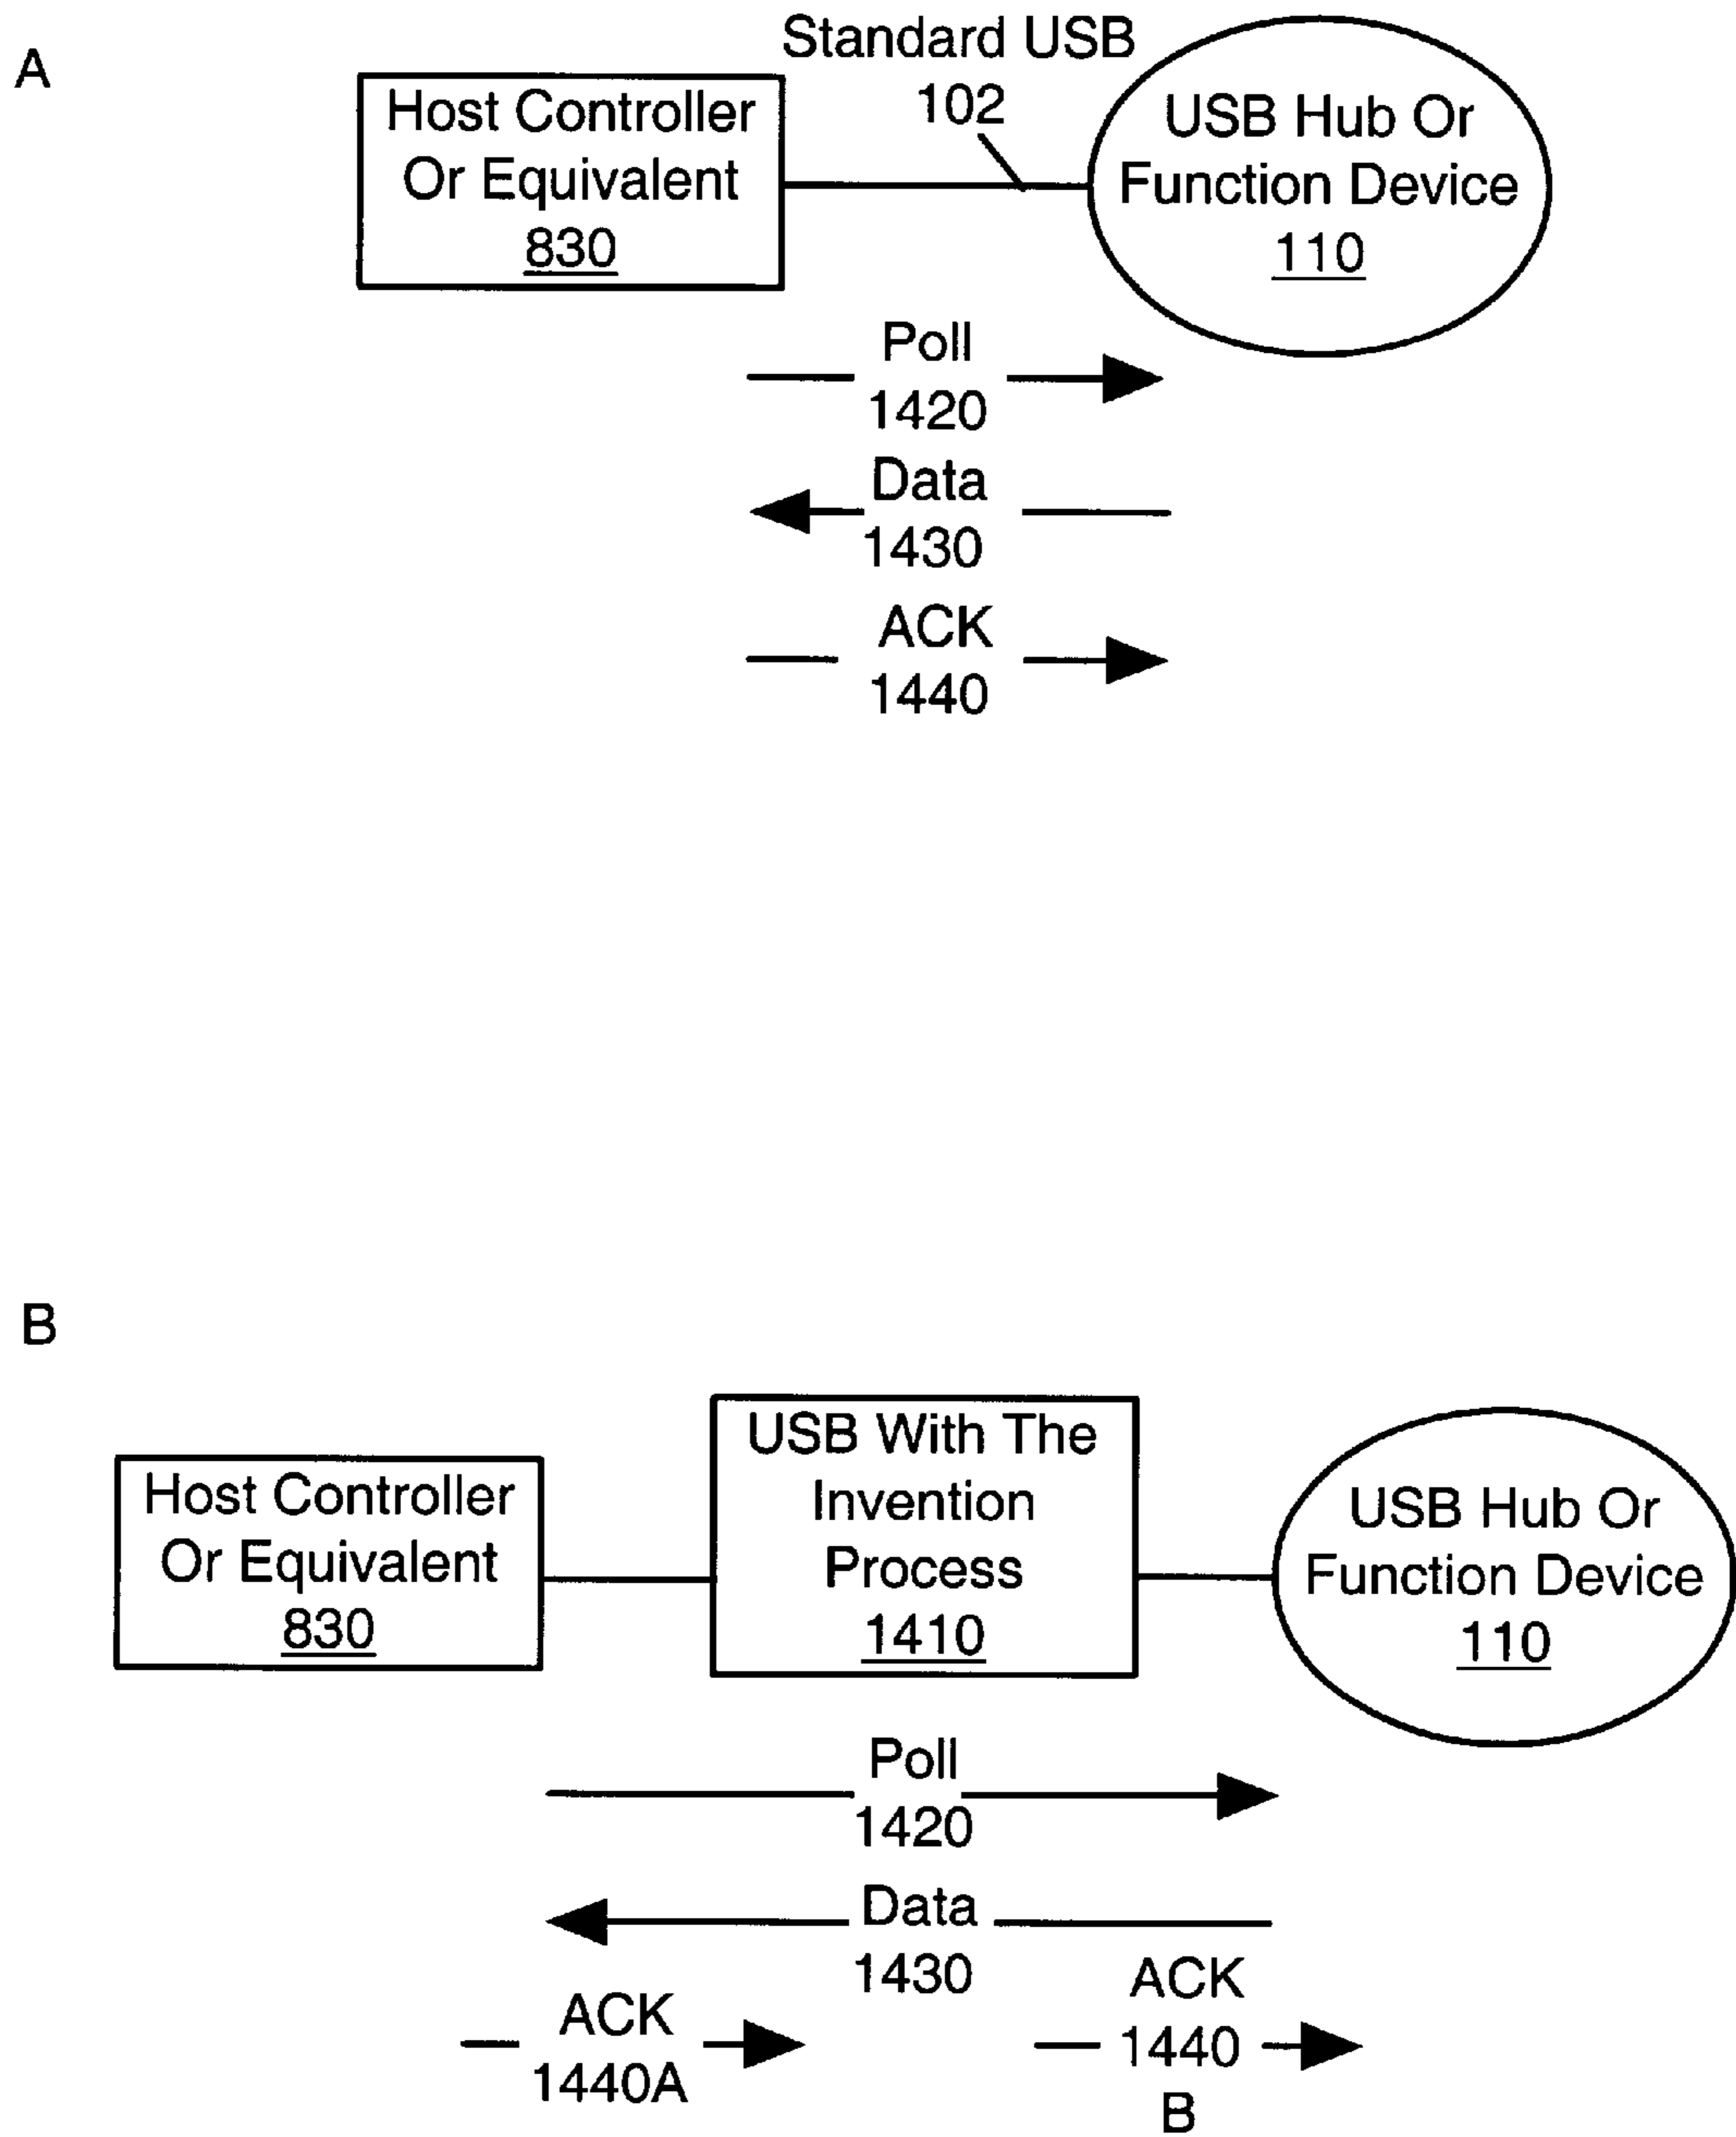 A
Standard USB
102
Host Controller
Or Equivalent
830
USB Hub Or
Function Device
110
Poll
1420
Data
1430
ACK
1440
B
Host Controller
Or Equivalent
830
USB With The
Invention
Process
1410
USB Hub Or
Function Device
110
Poll
1420
Data
1430
ACK
1440A
ACK
1440
B